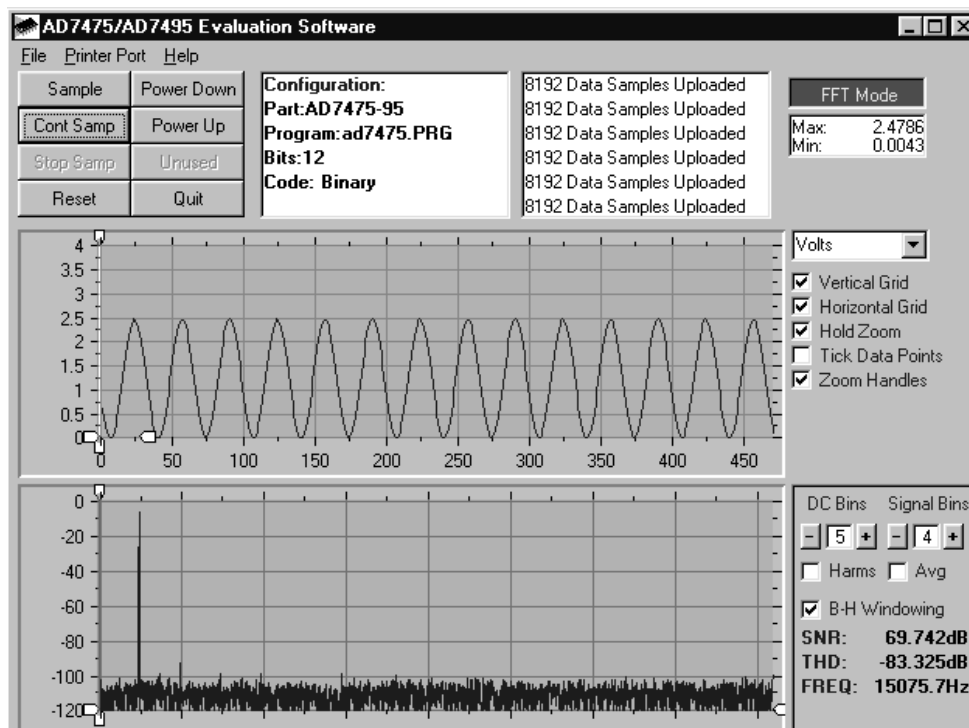 AD7475/AD7495 Evaluation Software
File Printer Port Help
Sample Power Down
Cont Samp Power Up
Stop Samp Unused
Reset Quit
Configuration:
Part:AD7475-95
Program:ad7475.PRG
Bits:12
Code: Binary
8192 Data Samples Uploaded
8192 Data Samples Uploaded
8192 Data Samples Uploaded
8192 Data Samples Uploaded
8192 Data Samples Uploaded
8192 Data Samples Uploaded
FFT Mode
Max: 2.4786
Min: 0.0043
4
3.5
3
2.5
2
1.5
1
0.5
0
0 50 100 150 200 250 300 350 400 450
Volts
Vertical Grid
Horizontal Grid
Hold Zoom
Tick Data Points
Zoom Handles
0
-20
-40
-60
-80
-100
-120
DC Bins Signal Bins
- 5 + - 4 +
Harms Avg
B-H Windowing
SNR: 69.742dB
THD: -83.325dB
FREQ: 15075.7Hz